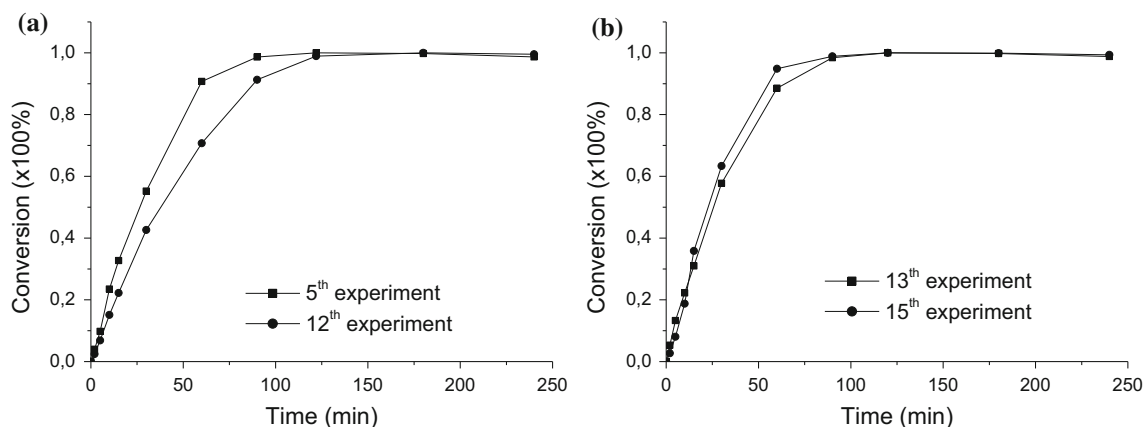 (a)
1,0
0,8
0,6
0,4
0,2
0,0
Conversion (x100%)
5th experiment
12th experiment
0 50 100 150 200 250
Time (min)
(b)
1,0
0,8
0,6
0,4
0,2
0,0
Conversion (x100%)
13th experiment
15th experiment
0 50 100 150 200 250
Time (min)